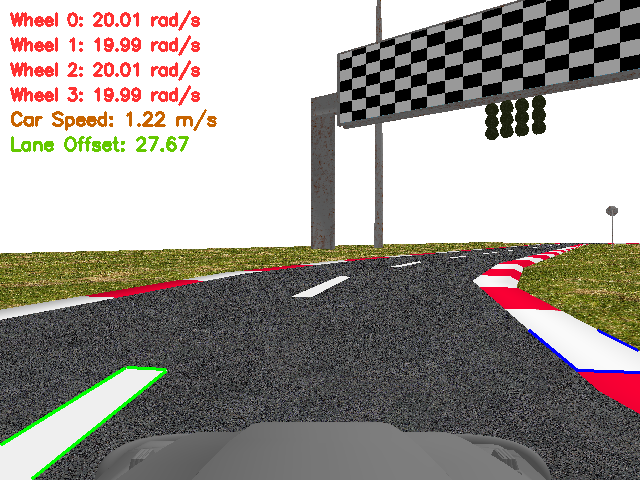 Wheel 0: 20.01 rad/s
Wheel 1: 19.99 rad/s
Wheel 2: 20.01 rad/s
Wheel 3: 19.99 rad/s
Car Speed: 1.22 m/s
Lane Offset: 27.67